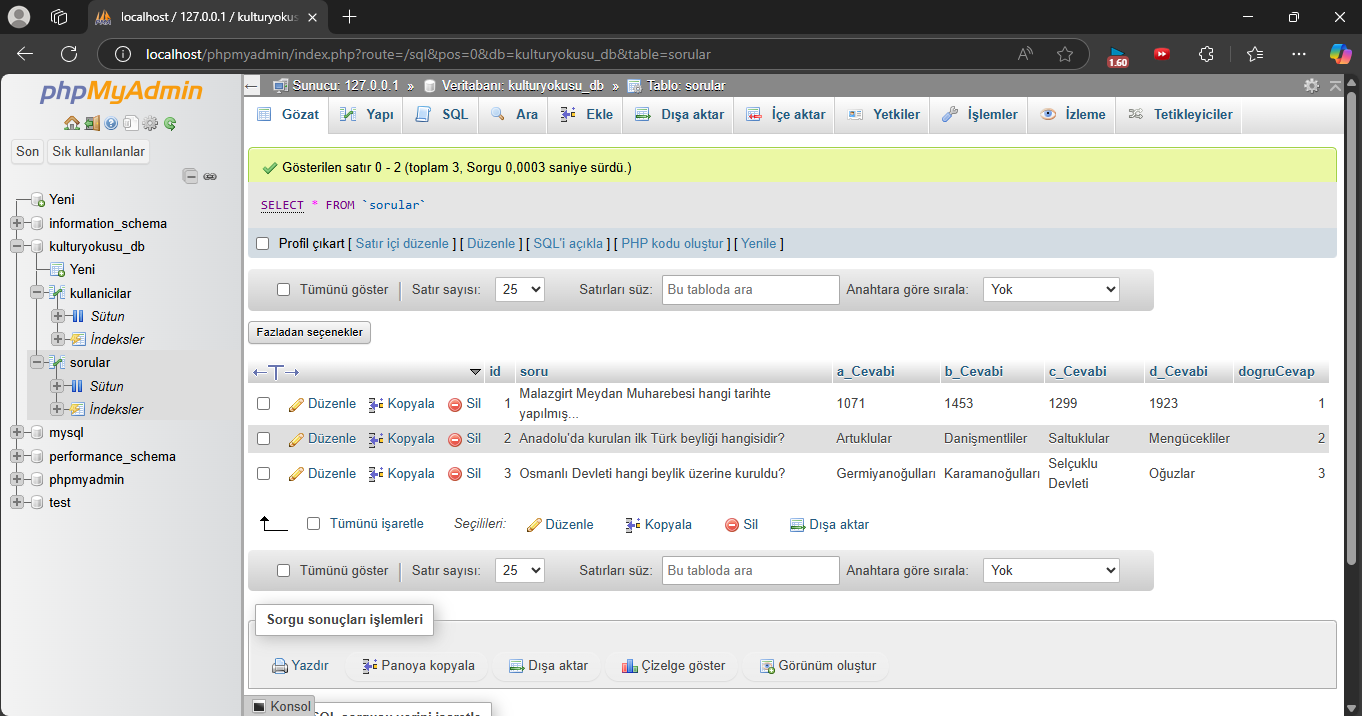 localhost / 127.0.0.1 / kulturyokus
localhost/phpmyadmin/index.php?route=/sql&pos=0&db=kulturyokusu_db&table=sorular
1.60
phpMyAdmin
Son Sık kullanılanlar
Yeni
information_schema
kulturyokusu_db
Yeni
kullanicilar
Sütun
İndeksler
sorular
Sütun
İndeksler
mysql
performance_schema
phpmyadmin
test
Sunucu: 127.0.0.1 » Veritabanı: kulturyokusu_db » Tablo: sorular
Gözat Yapı SQL Ara Ekle Dışa aktar İçe aktar Yetkiler İşlemler İzleme Tetikleyiciler
Gösterilen satır 0 - 2 (toplam 3, Sorgu 0,0003 saniye sürdü.)
SELECT * FROM `sorular`
Profil çıkart [ Satır içi düzenle ] [ Düzenle ] [ SQL'i açıkla ] [ PHP kodu oluştur ] [ Yenile ]
Tümünü göster | Satır sayısı: 25 Satırları süz: Bu tabloda ara Anahtara göre sırala: Yok
Fazladan seçenekler
←T→ id soru a_Cevabi b_Cevabi c_Cevabi d_Cevabi dogruCevap
Düzenle Kopyala Sil 1 Malazgirt Meydan Muharebesi hangi tarihte yapılmış... 1071 1453 1299 1923 1
Düzenle Kopyala Sil 2 Anadolu'da kurulan ilk Türk beyliği hangisidir? Artuklular Danişmentliler Saltuklular Mengücekliler 2
Düzenle Kopyala Sil 3 Osmanlı Devleti hangi beylik üzerine kuruldu? Germiyanoğulları Karamanoğulları Selçuklu Devleti Oğuzlar 3
Tümünü işaretle Seçilileri: Düzenle Kopyala Sil Dışa aktar
Tümünü göster | Satır sayısı: 25 Satırları süz: Bu tabloda ara Anahtara göre sırala: Yok
Sorgu sonuçları işlemleri
Yazdır Panoya kopyala Dışa aktar Çizelge göster Görünüm oluştur
Konsol